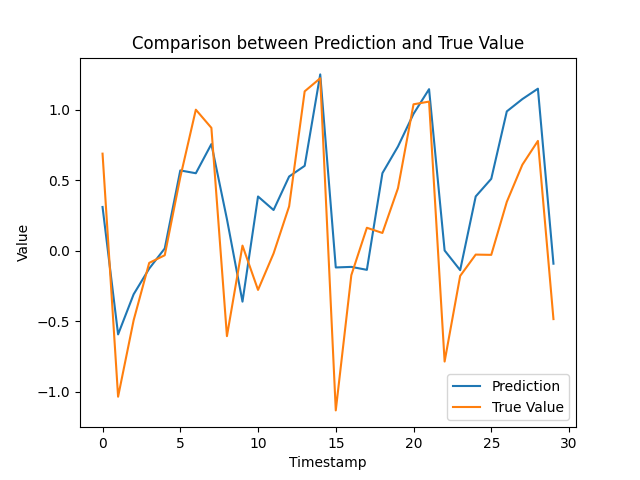 Comparison between Prediction and True Value
1.0
0.5
0.0
−0.5
−1.0
Value
0 5 10 15 20 25 30
Timestamp
Prediction
True Value